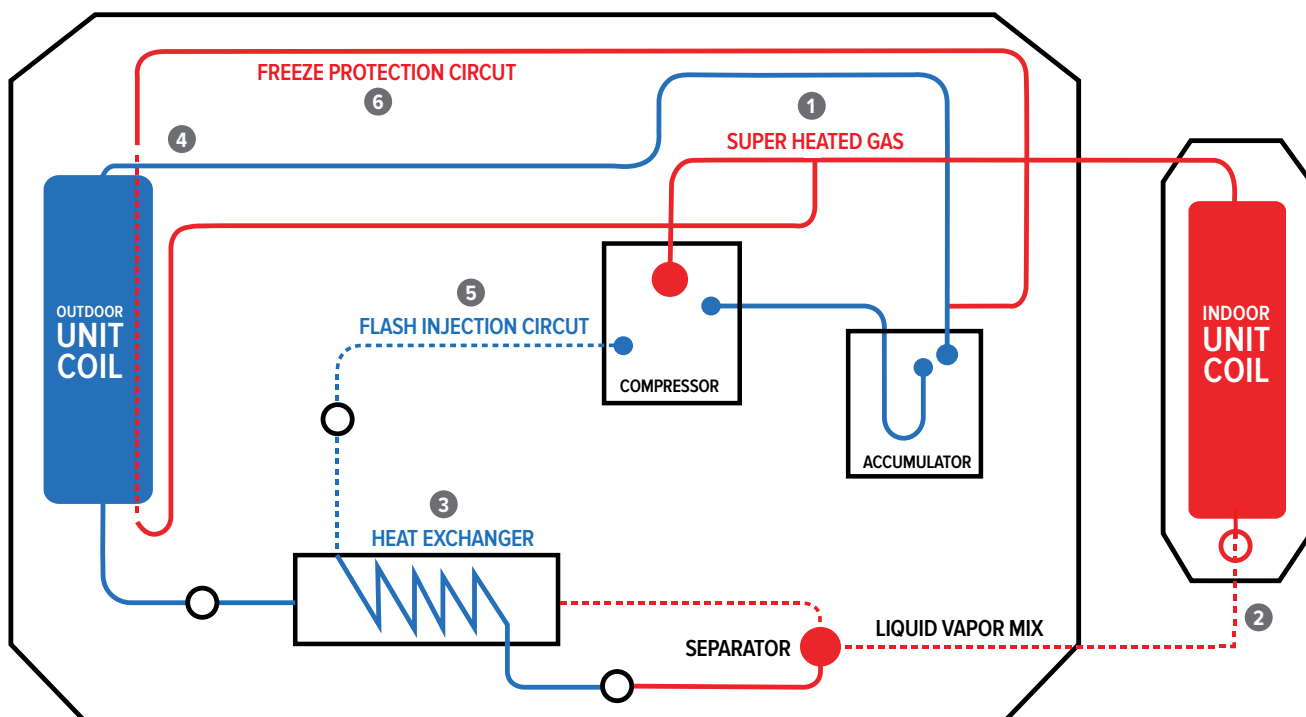 FREEZE PROTECTION CIRCUT
6
1
SUPER HEATED GAS
4
OUTDOOR
UNIT
COIL
INDOOR
UNIT
COIL
5
FLASH INJECTION CIRCUT
COMPRESSOR
ACCUMULATOR
3
HEAT EXCHANGER
SEPARATOR
LIQUID VAPOR MIX
2